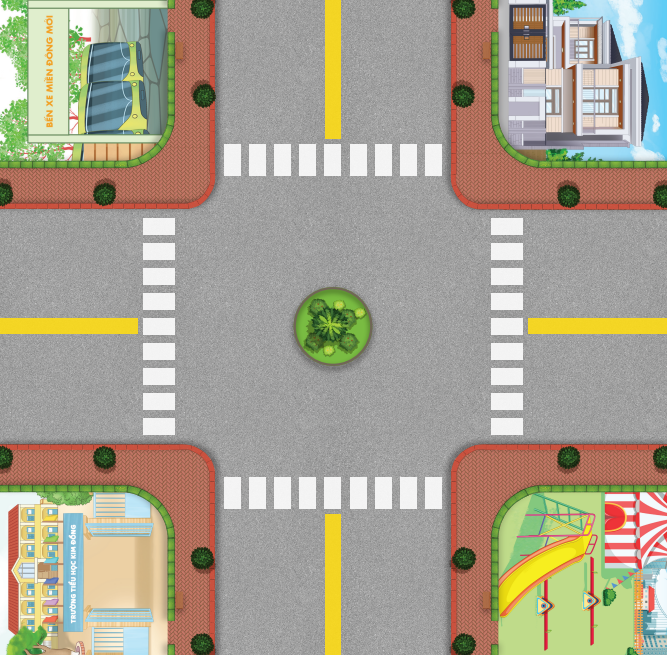 BẾN XE MIỀN ĐÔNG MỚI
TRƯỜNG TIỂU HỌC KIM ĐỒNG